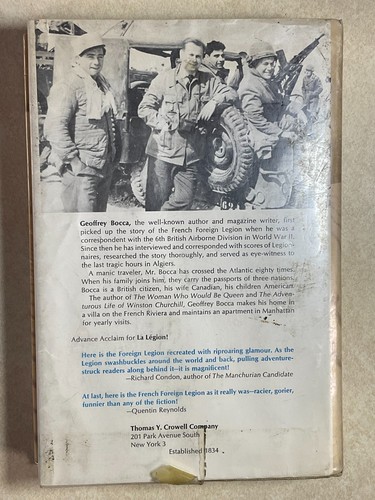 Geoffrey Bocca, the well-known author and magazine writer, first
picked up the story of the French Foreign Legion when he was a
correspondent with the 6th British Airborne Division in World War II.
Since then he has interviewed and corresponded with scores of Legion-
naires, researched the story thoroughly, and served as eye-witness to
the last tragic hours in Algiers.
A manic traveler, Mr. Bocca has crossed the Atlantic eighty times.
When his family joins him, they carry the passports of three nations.
Bocca is a British citizen, his wife Canadian, his children American.
The author of The Woman Who Would Be Queen and The Adven-
turous Life of Winston Churchill, Geoffrey Bocca makes his home in
a villa on the French Riviera and maintains an apartment in Manhattan
for yearly visits.
Advance Acclaim for La Légion!
Here is the Foreign Legion recreated with riproaring glamour. As the
Legion swashbuckles around the world and back, pulling adventure-
struck readers along behind it—it is magnificent!
—Richard Condon, author of The Manchurian Candidate
At last, here is the French Foreign Legion as it really was—racier, gorier,
funnier than any of the fiction!
—Quentin Reynolds
Thomas Y. Crowell Company
201 Park Avenue South
New York 3
Established 1834